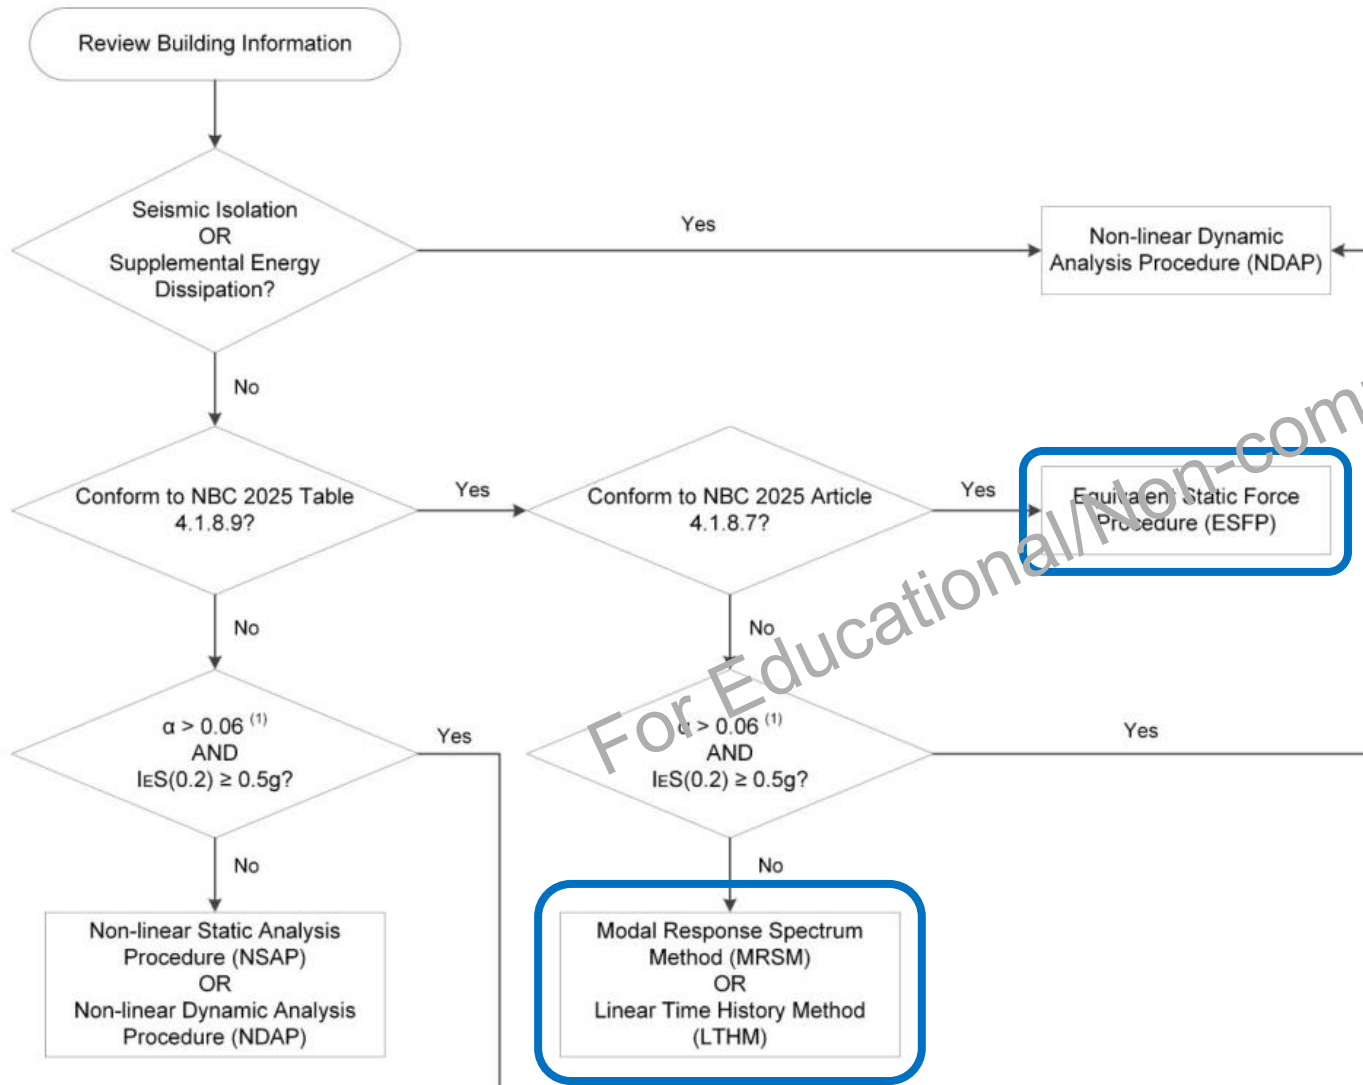 Review Building Information
Seismic Isolation
OR
Supplemental Energy
Dissipation?
Yes
Non-linear Dynamic
Analysis Procedure (NDAP)
No
Conform to NBC 2025 Table
4.1.8.9?
Yes
Conform to NBC 2025 Article
4.1.8.7?
Yes
Equivalent Static Force
Procedure (ESFP)
No
No
α > 0.06 (1)
AND
IES(0.2) ≥ 0.5g?
Yes
α > 0.06 (1)
AND
IES(0.2) ≥ 0.5g?
Yes
No
No
Non-linear Static Analysis
Procedure (NSAP)
OR
Non-linear Dynamic Analysis
Procedure (NDAP)
Modal Response Spectrum
Method (MRSM)
OR
Linear Time History Method
(LTHM)
For Educational/Non-com